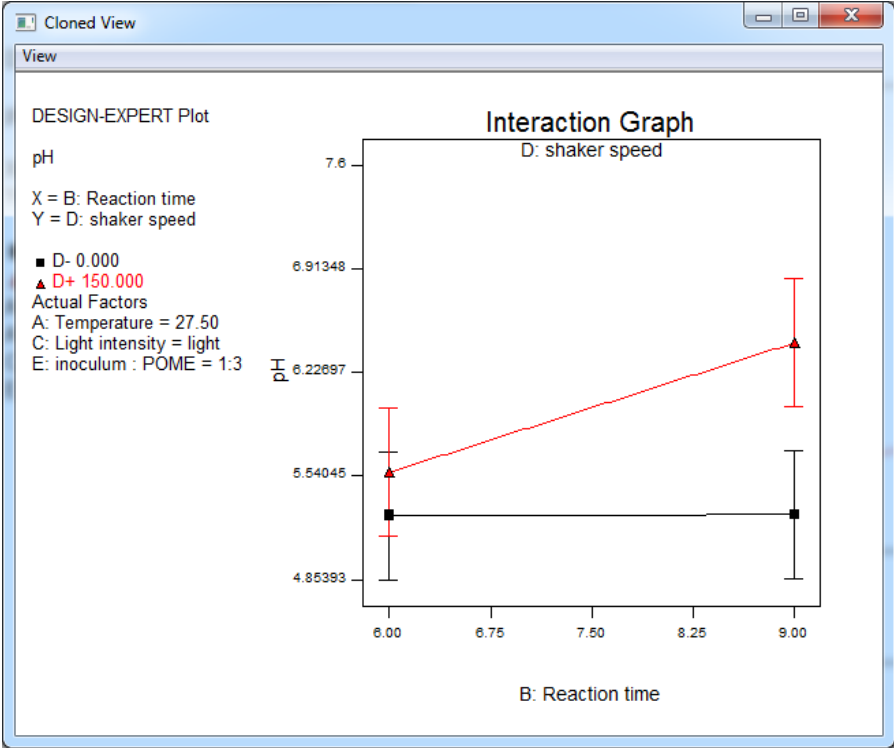 Cloned View
View
DESIGN-EXPERT Plot
pH
X = B: Reaction time
Y = D: shaker speed
D- 0.000
D+ 150.000
Actual Factors
A: Temperature = 27.50
C: Light intensity = light
E: inoculum : POME = 1:3
Interaction Graph
D: shaker speed
7.6
6.91348
6.22697
5.54045
4.85393
pH
6.00 6.75 7.50 8.25 9.00
B: Reaction time